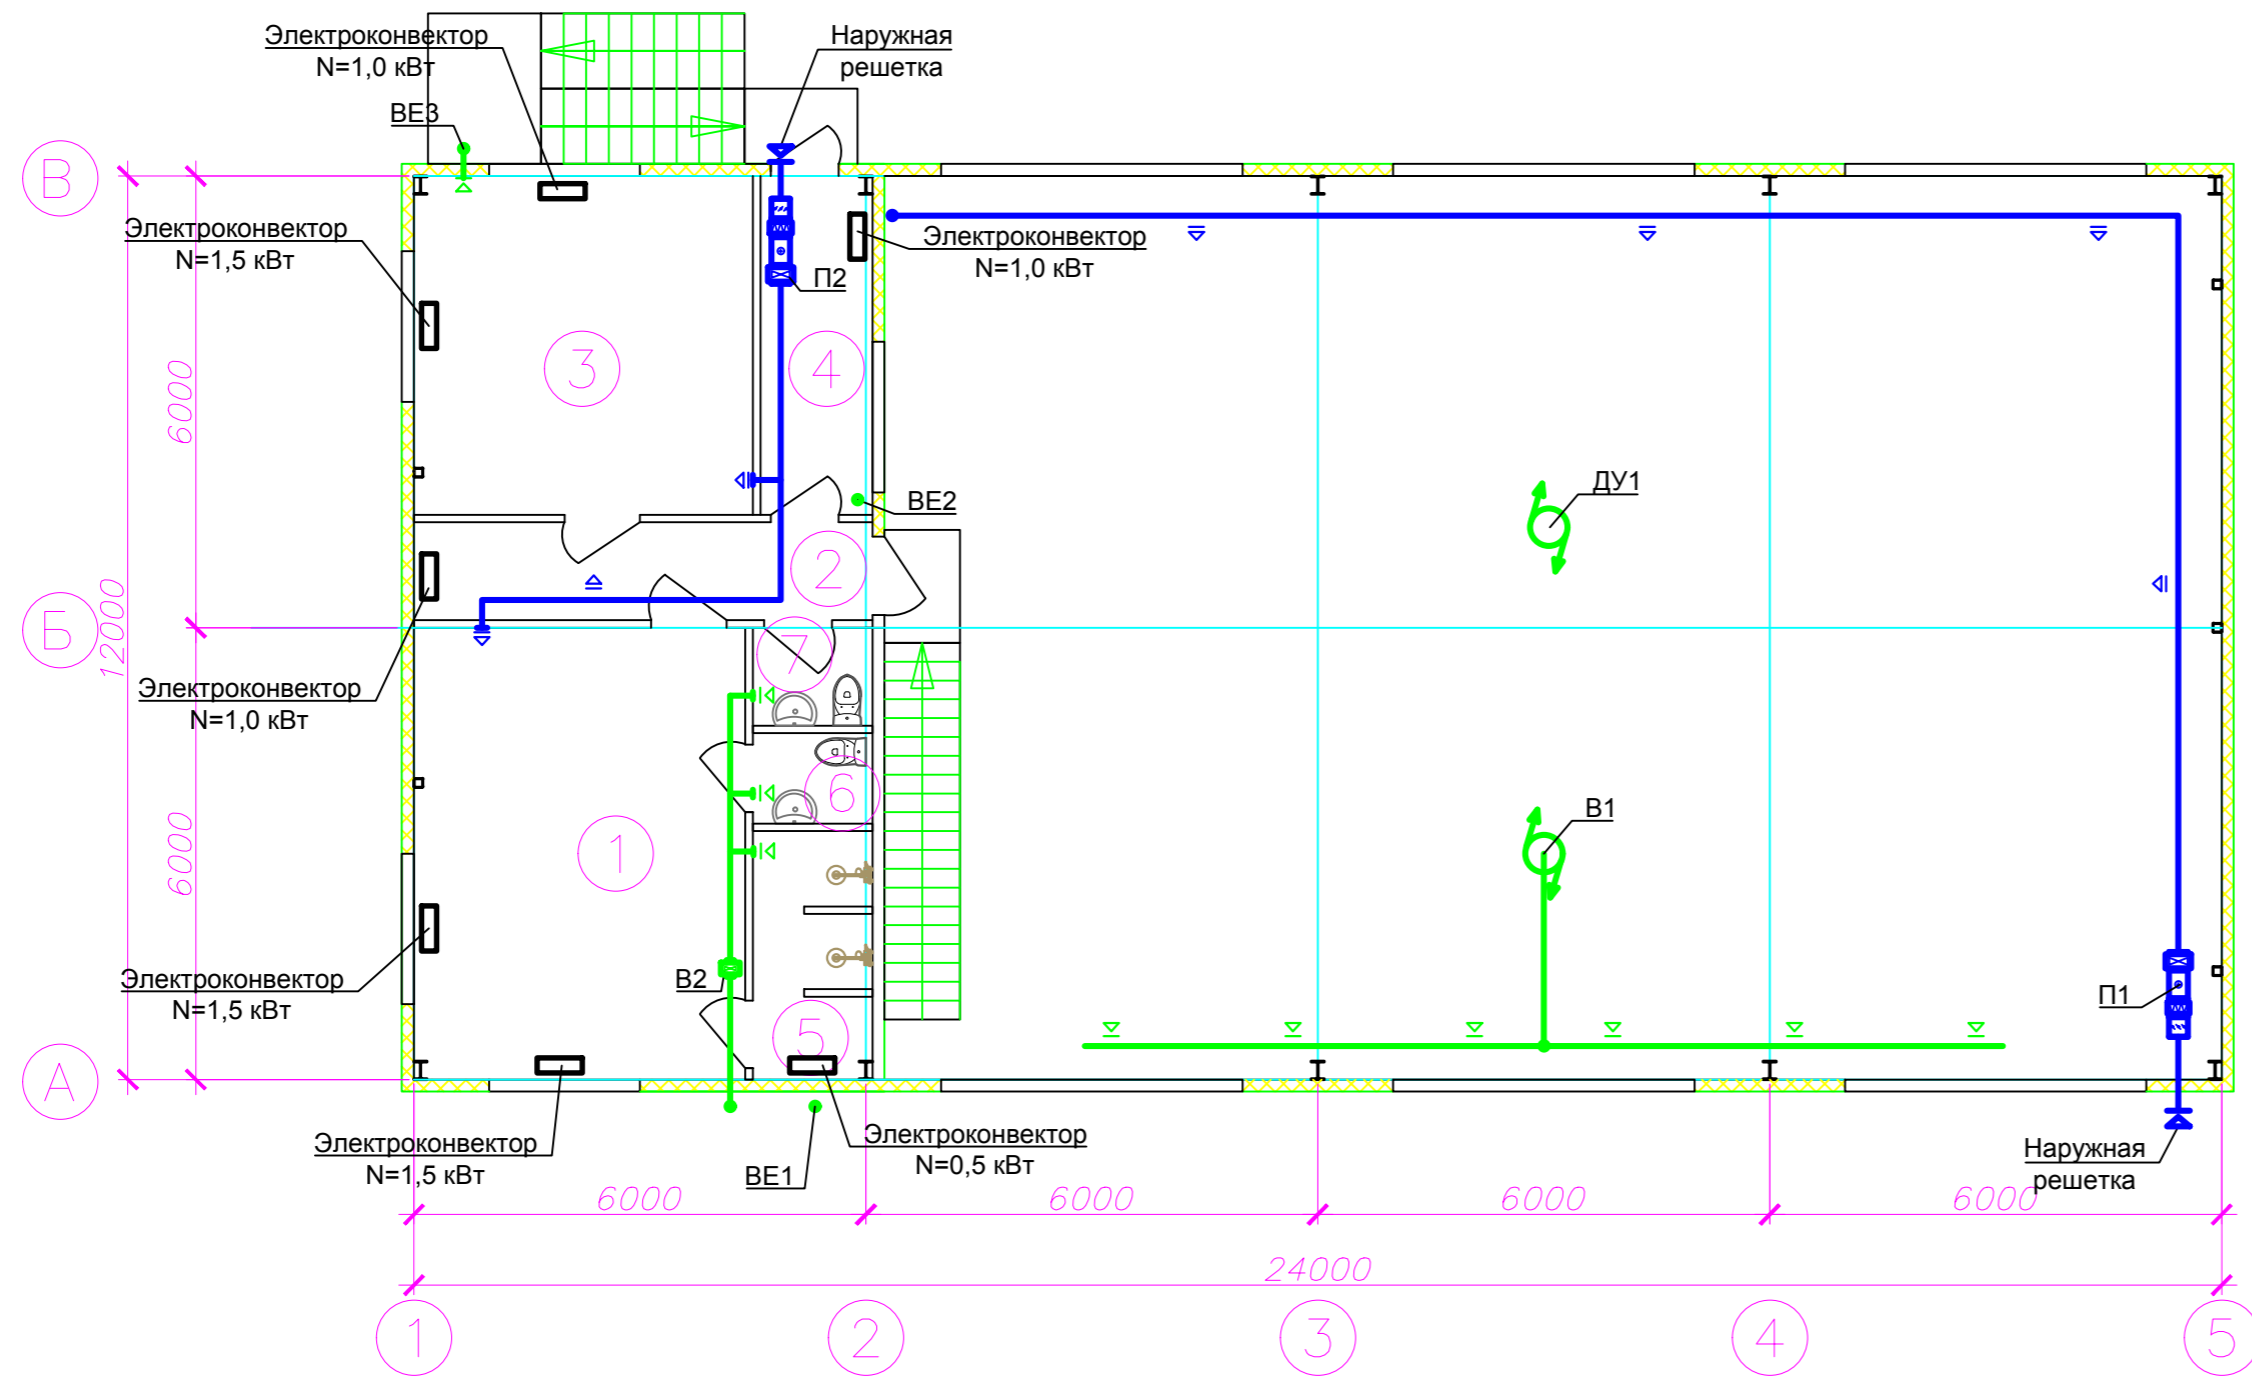 Электроконвектор
N=1,0 кВт
Наружная
решетка
ВЕ3
В
Электроконвектор
N=1,5 кВт
Электроконвектор
N=1,0 кВт
П2
3
4
6000
ДУ1
ВЕ2
2
Б
12000
7
Электроконвектор
N=1,0 кВт
6
В1
1
6000
Электроконвектор
N=1,5 кВт
В2
П1
5
А
Электроконвектор
N=1,5 кВт
ВЕ1
Электроконвектор
N=0,5 кВт
Наружная
решетка
6000
6000
6000
6000
24000
1
2
3
4
5